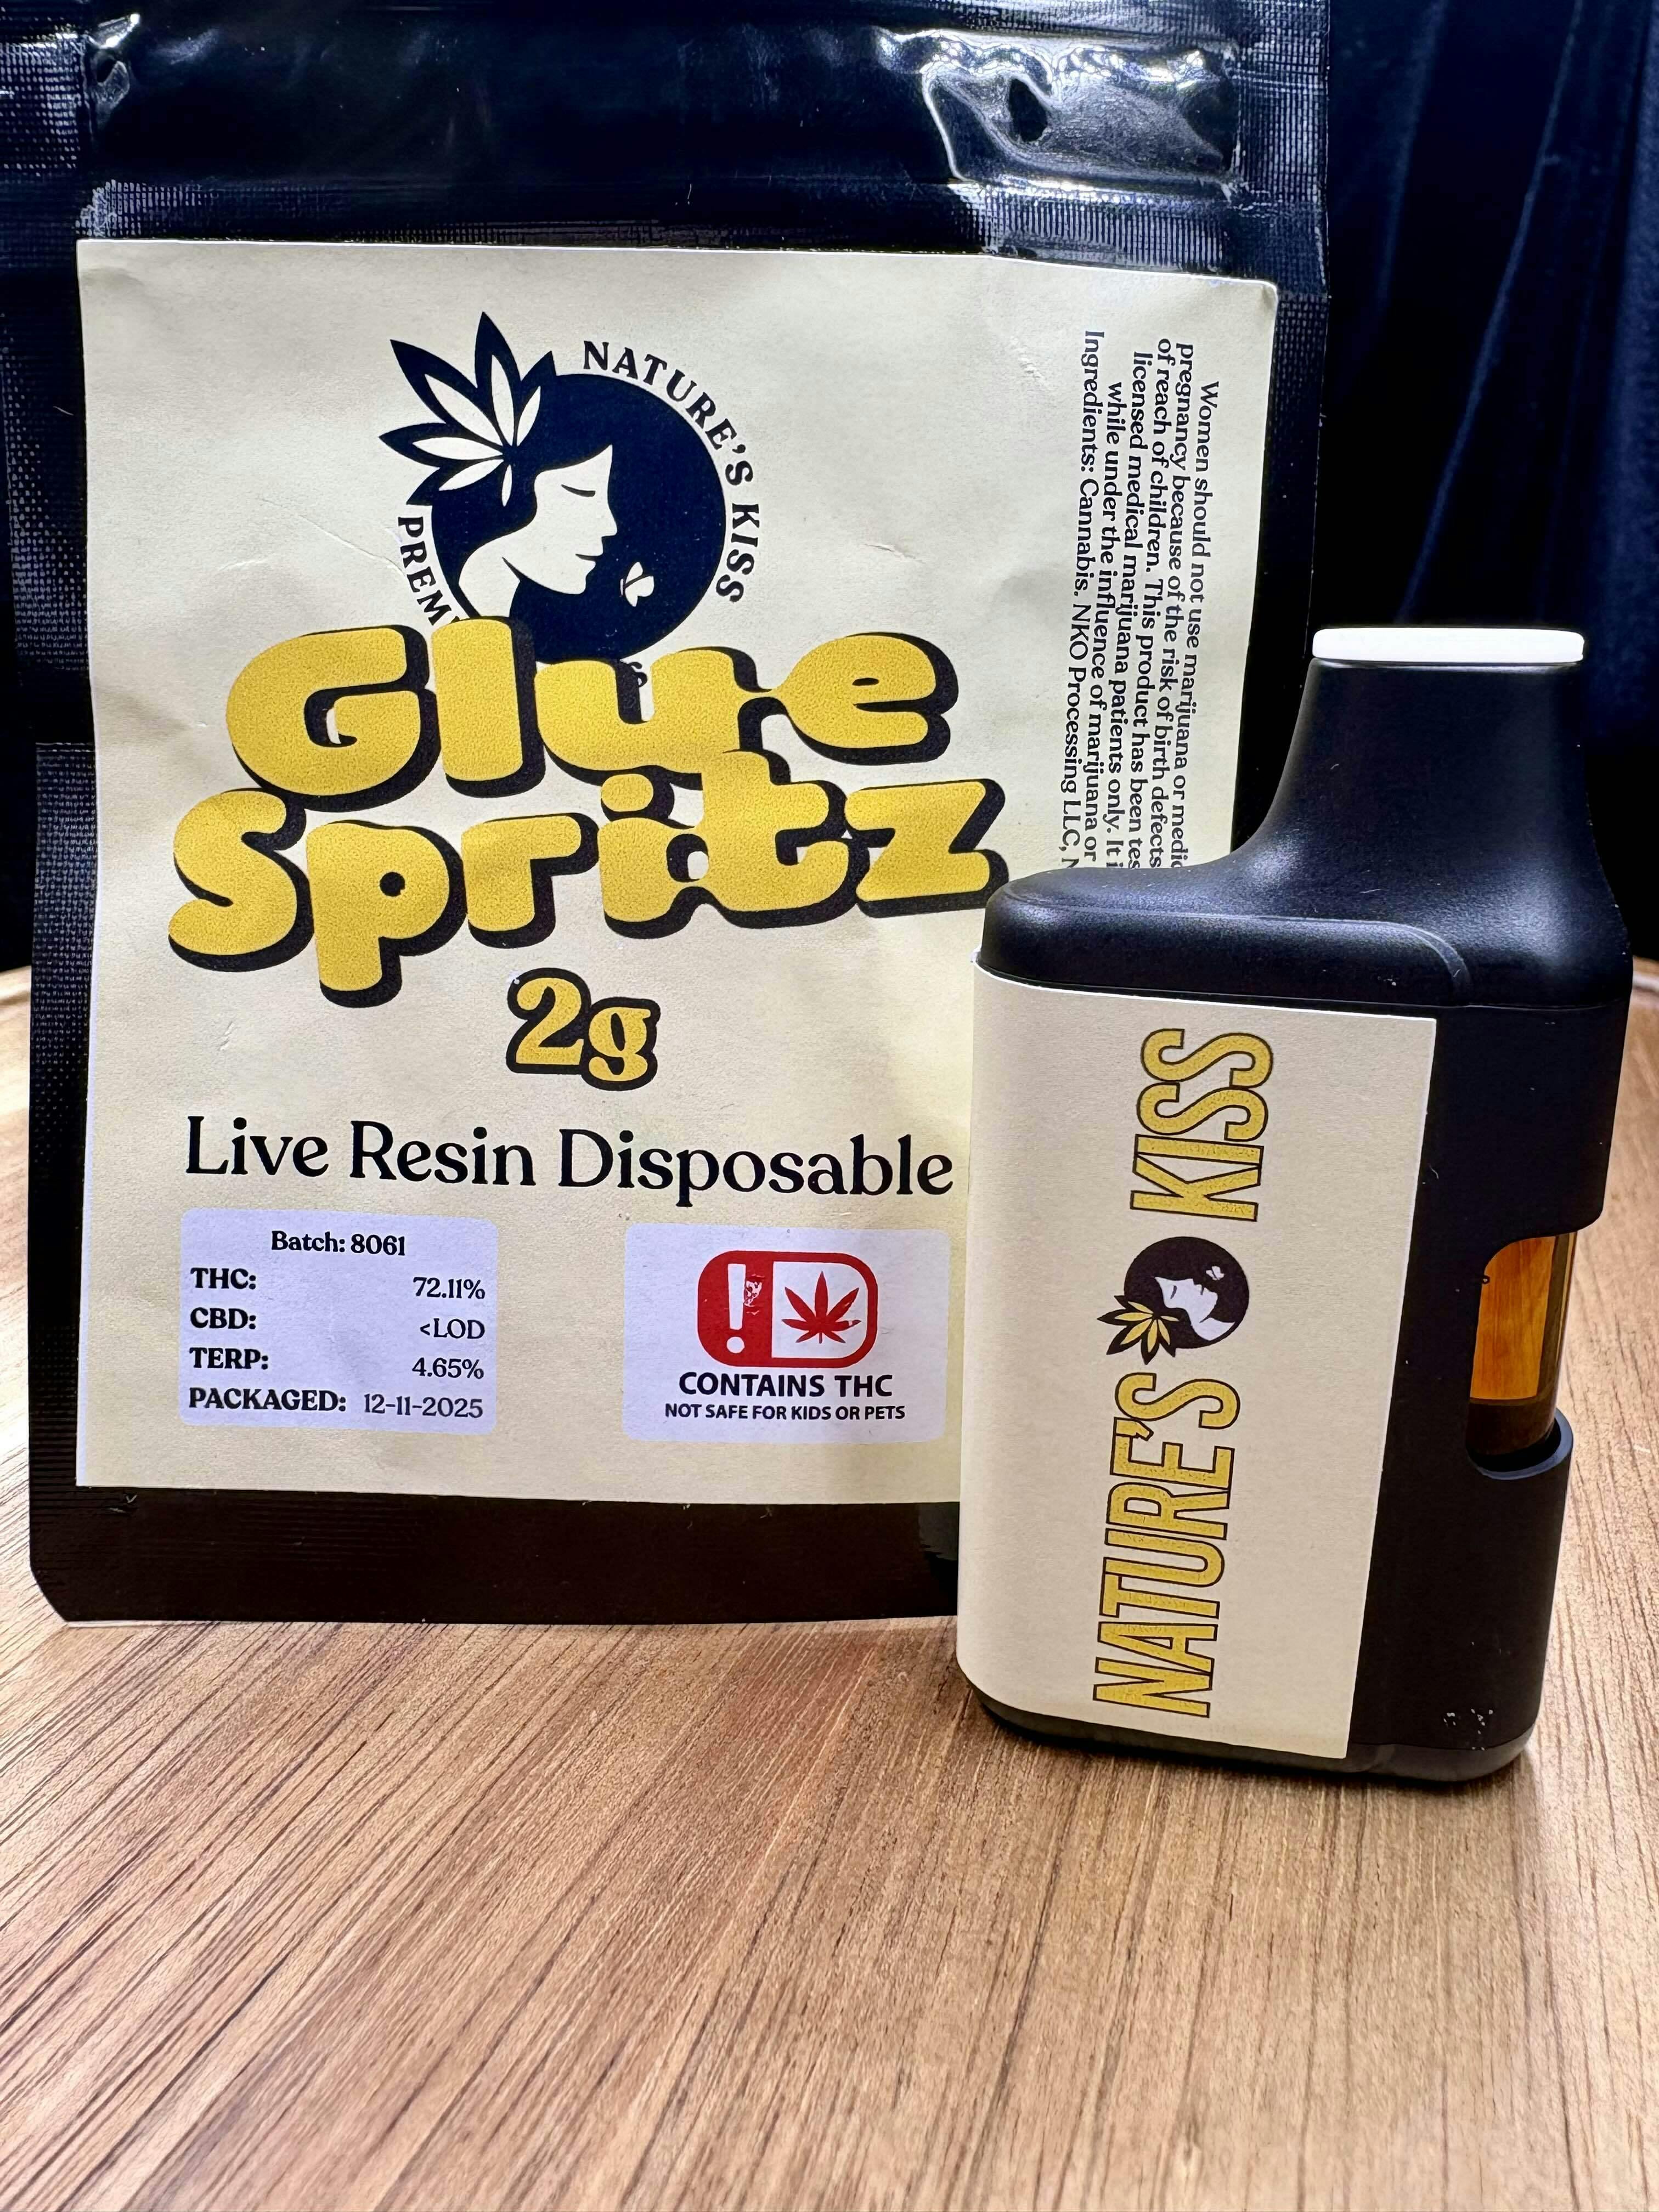 NATURE'S KISS
Glue
Spritz
2g
Live Resin Disposable
Batch: 8061
THC: 72.11%
CBD: <LOD
TERP: 4.65%
PACKAGED: 12-11-2025
CONTAINS THC
NOT SAFE FOR KIDS OR PETS
Women should not use marijuana or
pregnancy because of the risk of birth defects
of reach of children. This product has been
licensed medical marijuana patients only. It
while under the influence of marijuana or
Ingredients: Cannabis. NKO Processing LLC,
NATURE'S KISS